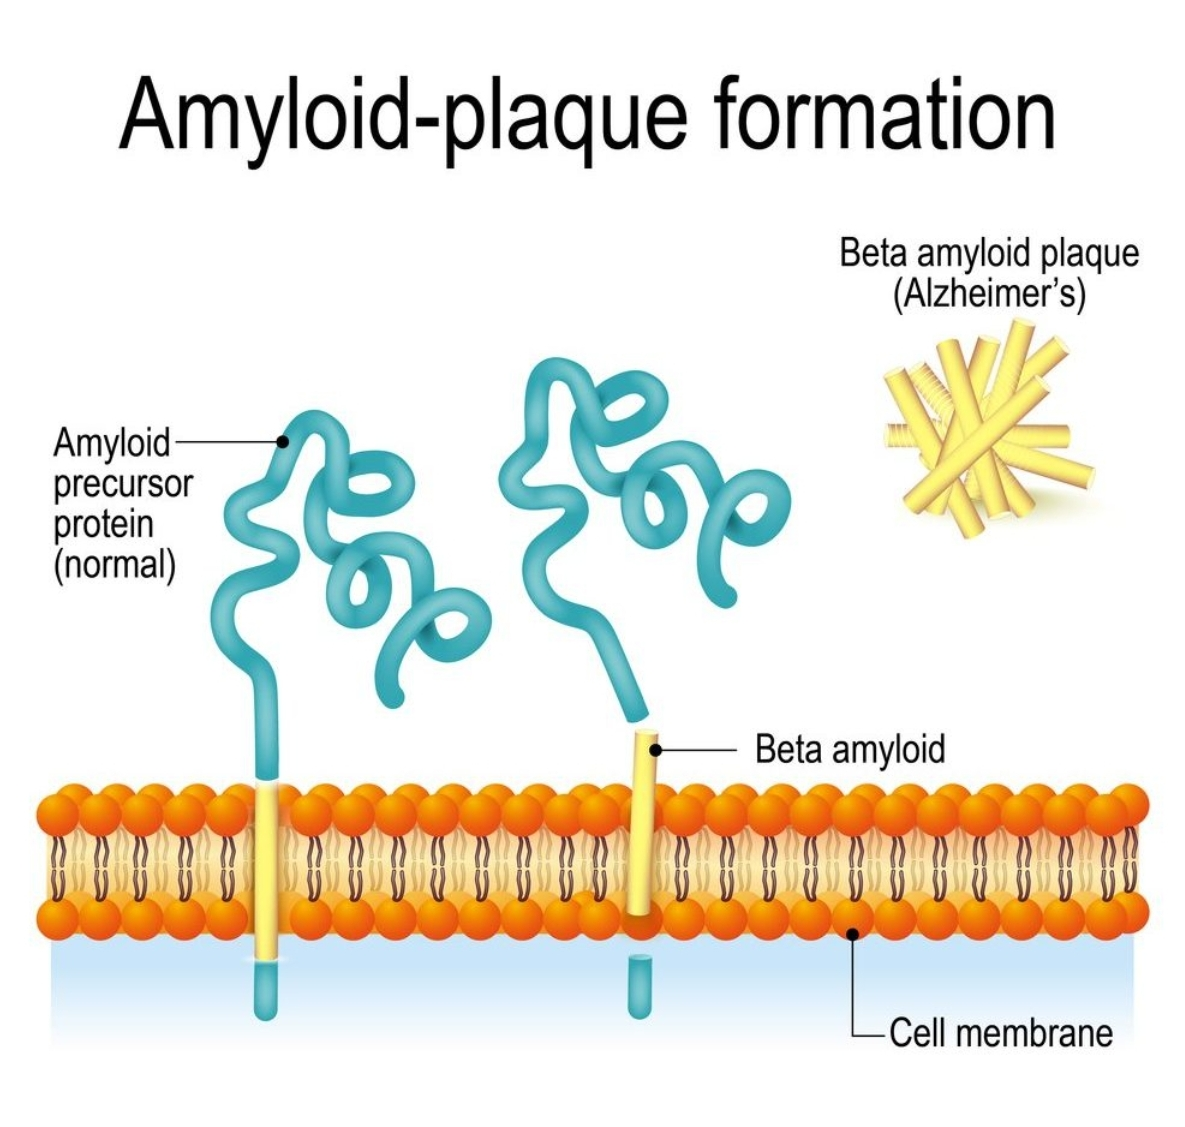 Amyloid-plaque formation
Beta amyloid plaque
(Alzheimer’s)
Amyloid
precursor
protein
(normal)
Beta amyloid
Cell membrane